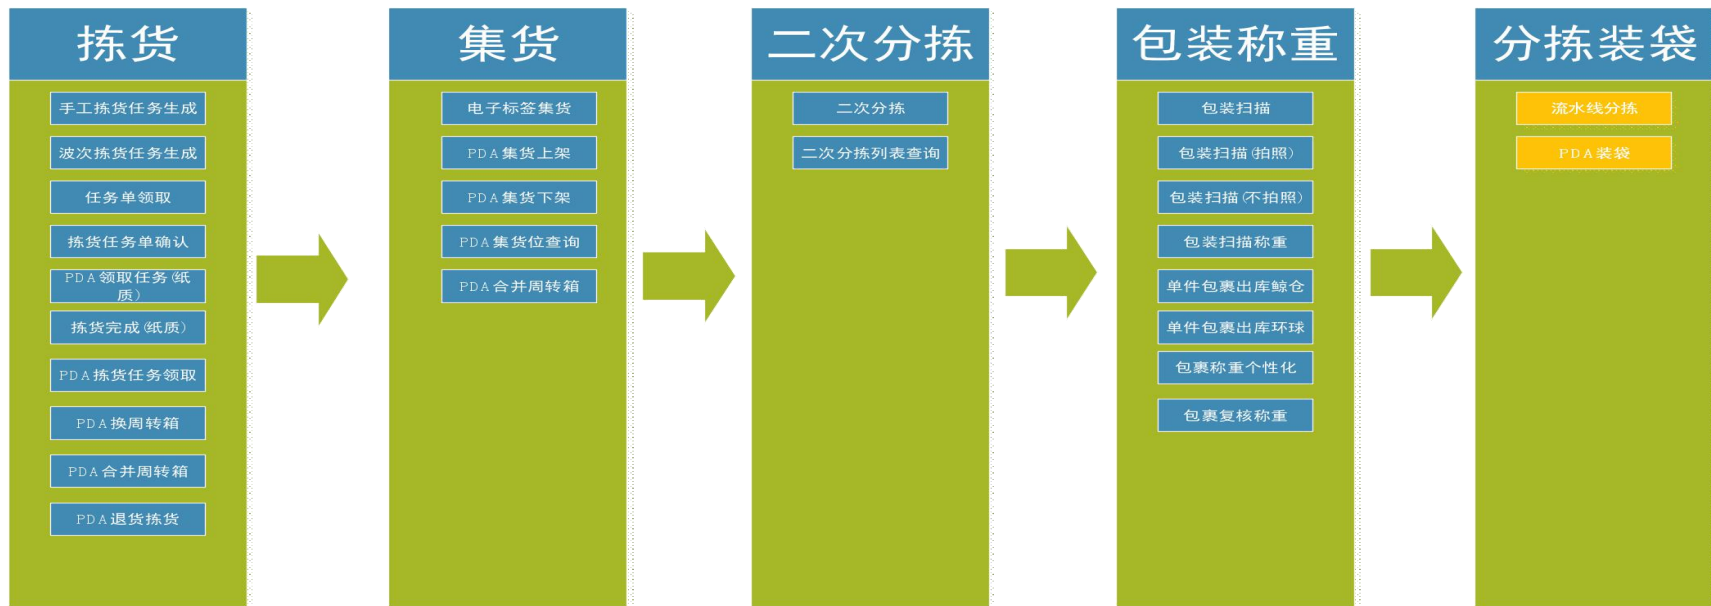 拣货
手工拣货任务生成
波次拣货任务生成
任务单领取
拣货任务单确认
PDA领取任务(纸
质)
拣货完成(纸质)
PDA拣货任务领取
PDA换周转箱
PDA合并周转箱
PDA退货拣货
集货
电子标签集货
PDA集货上架
PDA集货下架
PDA集货位查询
PDA合并周转箱
二次分拣
二次分拣
二次分拣列表查询
包装称重
包装扫描
包装扫描(拍照)
包装扫描(不拍照)
包装扫描称重
单件包裹出库鲸仓
单件包裹出库环球
包裹称重个性化
包裹复核称重
分拣装袋
流水线分拣
PDA装袋